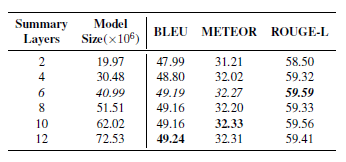 Summary Layers Model Size(×10⁶) BLEU METEOR ROUGE-L
2 19.97 47.99 31.21 58.50
4 30.48 48.80 32.02 59.32
6 40.99 49.19 32.27 59.59
8 51.51 49.16 32.20 59.33
10 62.02 49.16 32.33 59.56
12 72.53 49.24 32.31 59.41